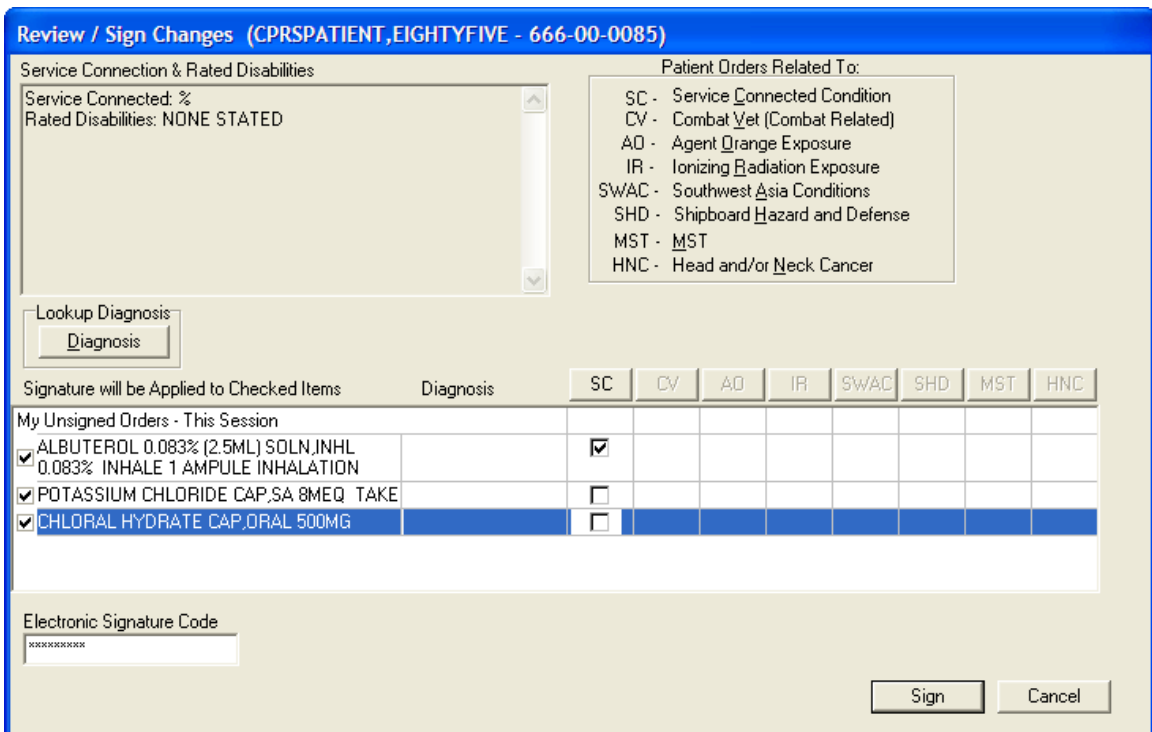 Review / Sign Changes (CPRSPATIENT,EIGHTYFIVE - 666-00-0085)
Service Connection & Rated Disabilities
Service Connected: %
Rated Disabilities: NONE STATED
Patient Orders Related To:
SC - Service Connected Condition
CV - Combat Vet (Combat Related)
AO - Agent Orange Exposure
IR - Ionizing Radiation Exposure
SWAC - Southwest Asia Conditions
SHD - Shipboard Hazard and Defense
MST - MST
HNC - Head and/or Neck Cancer
Lookup Diagnosis
Diagnosis
Signature will be Applied to Checked Items Diagnosis SC CV AO IR SWAC SHD MST HNC
My Unsigned Orders - This Session
ALBUTEROL 0.083% (2.5ML) SOLN,INHL
0.083% INHALE 1 AMPULE INHALATION
POTASSIUM CHLORIDE CAP,SA 8MEQ TAKE
CHLORAL HYDRATE CAP,ORAL 500MG
Electronic Signature Code
*********
Sign Cancel